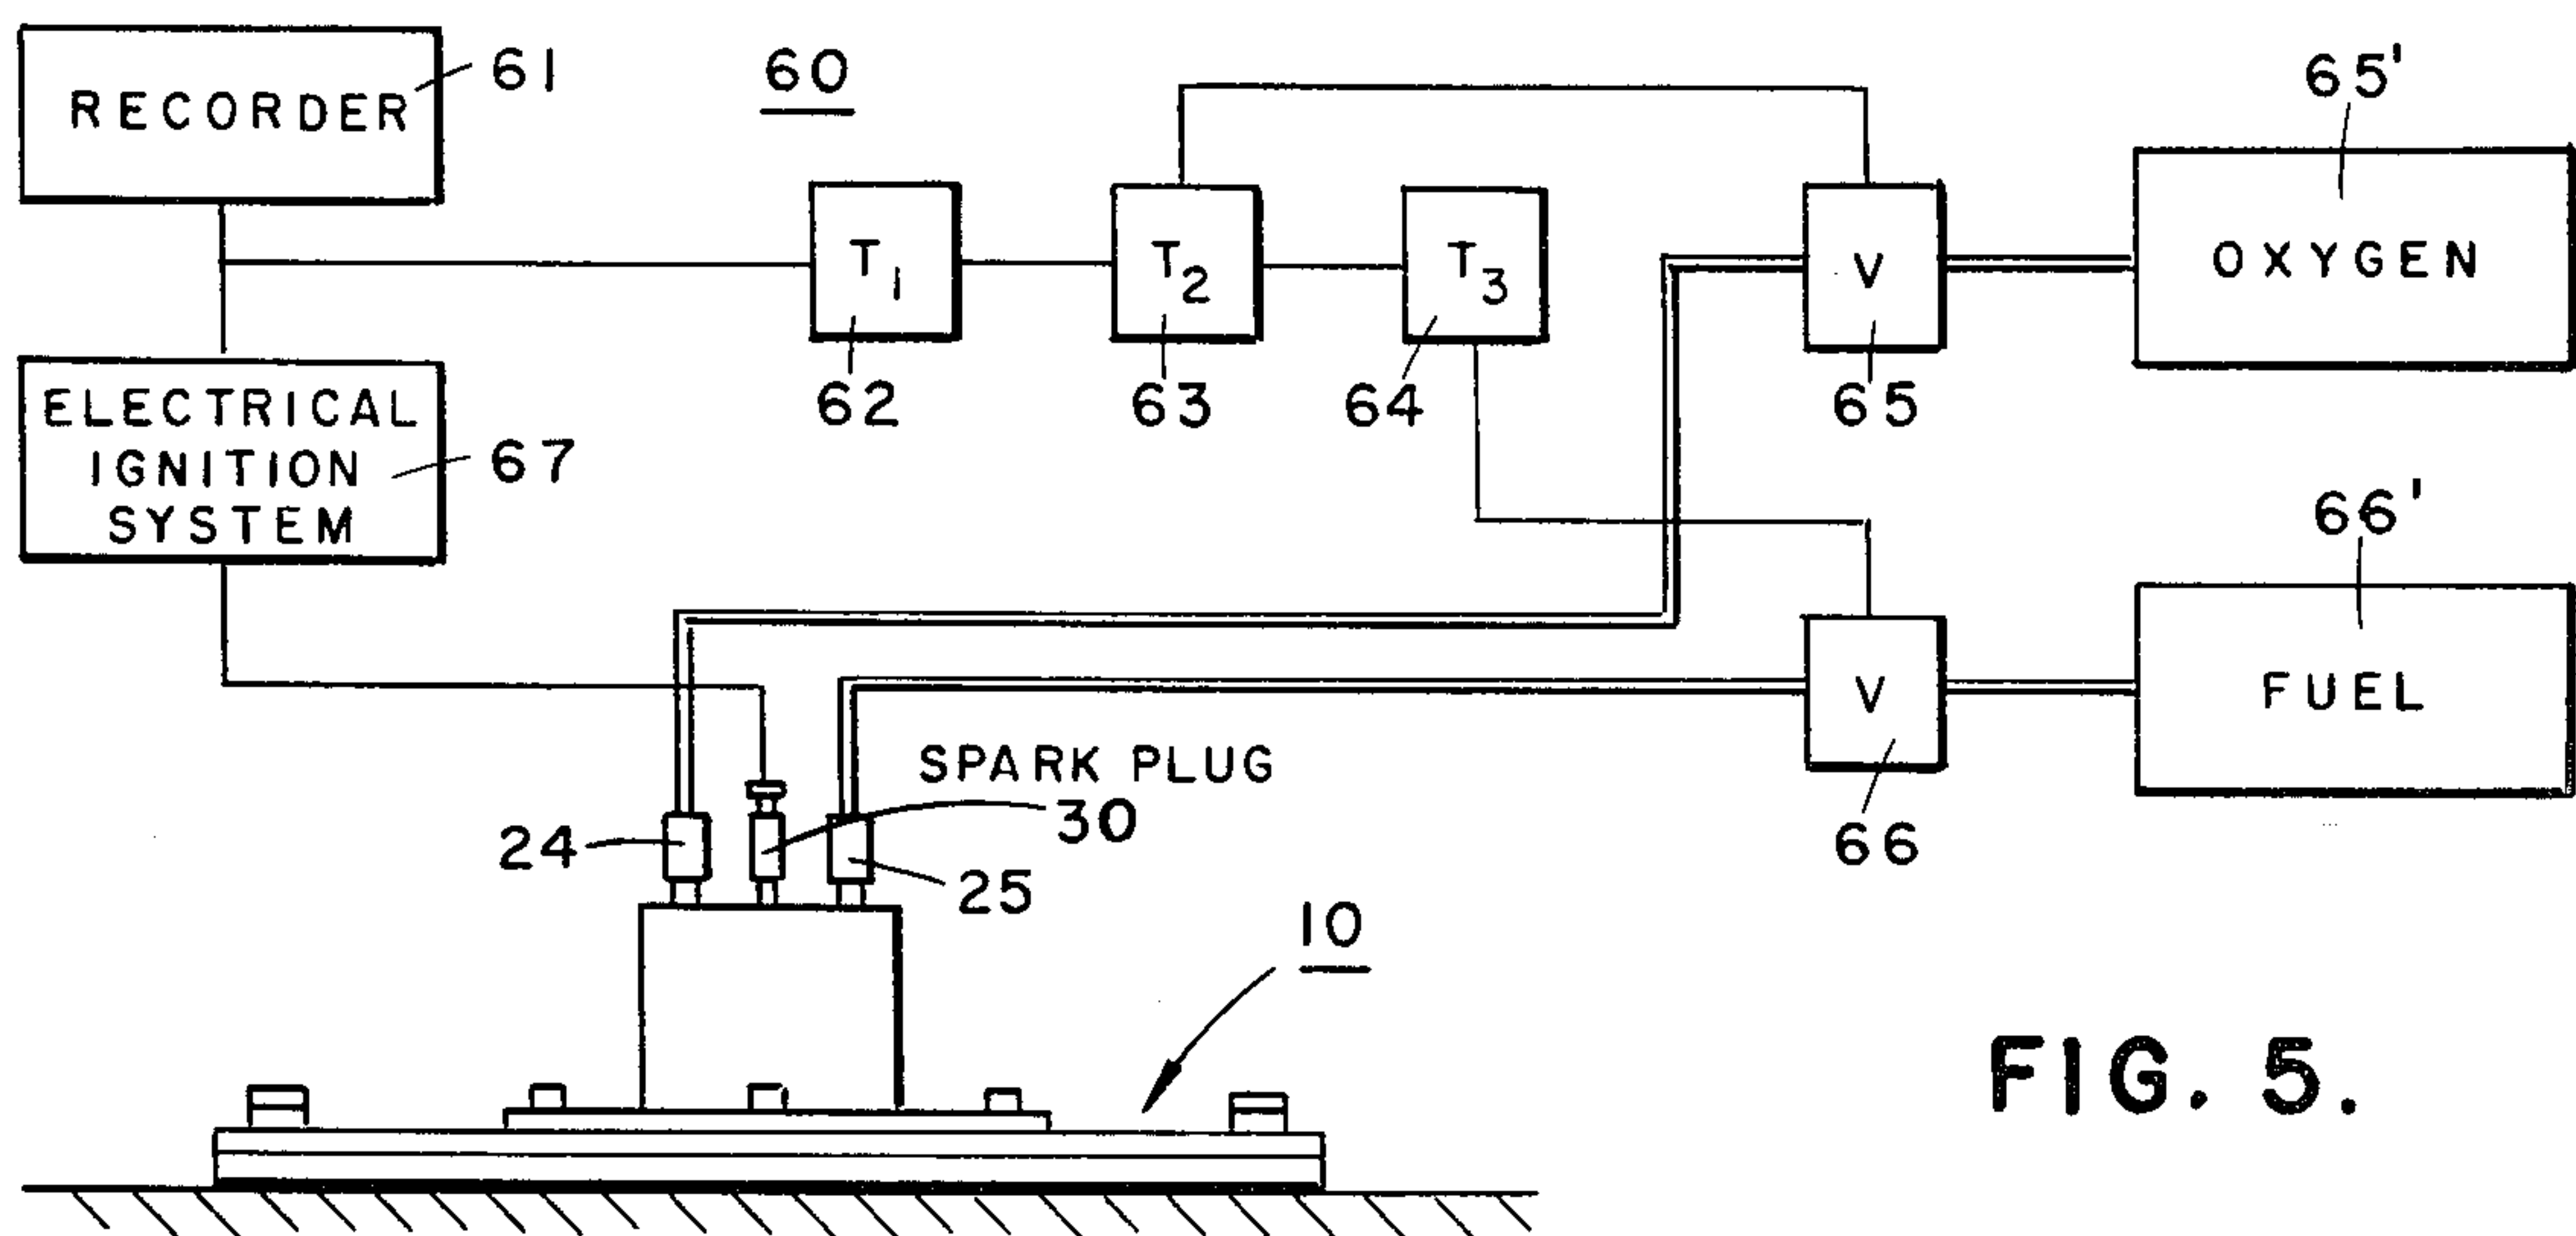 RECORDER
61
60
65'
OXYGEN
T1
T2
T3
V
62
63
64
65
ELECTRICAL
IGNITION
SYSTEM
67
66'
FUEL
V
66
SPARK PLUG
30
24
25
10
FIG. 5.